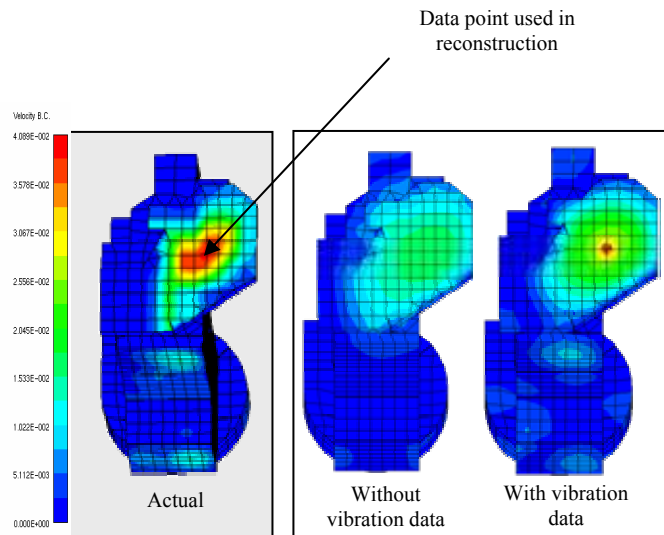 Data point used in
reconstruction
Velocity B.C.
4.089E-002
3.578E-002
3.067E-002
2.556E-002
2.045E-002
1.533E-002
1.022E-002
5.112E-003
0.000E+000
Actual
Without
vibration data
With vibration
data